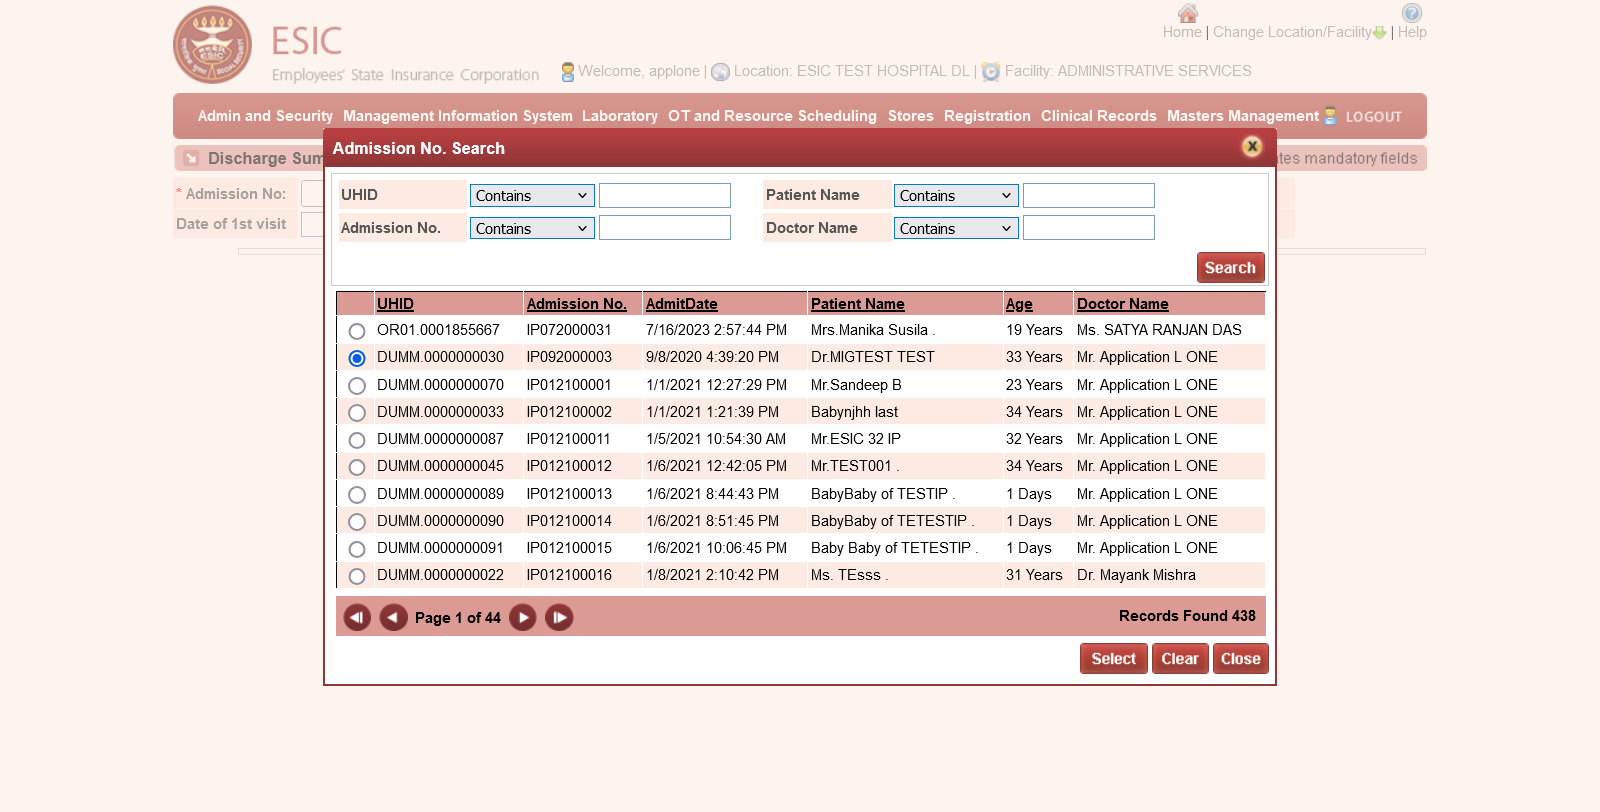 ESIC
Employees' State Insurance Corporation
Home | Change Location/Facility | Help
Welcome, applone | Location: ESIC TEST HOSPITAL DL | Facility: ADMINISTRATIVE SERVICES
Admin and Security Management Information System Laboratory OT and Resource Scheduling Stores Registration Clinical Records Masters Management LOGOUT
Discharge Sum
tes mandatory fields
* Admission No:
Date of 1st visit
Admission No. Search X
UHID Contains Patient Name Contains
Admission No. Contains Doctor Name Contains
Search
UHID Admission No. AdmitDate Patient Name Age Doctor Name
OR01.0001855667 IP072000031 7/16/2023 2:57:44 PM Mrs.Manika Susila . 19 Years Ms. SATYA RANJAN DAS
DUMM.0000000030 IP092000003 9/8/2020 4:39:20 PM Dr.MIGTEST TEST 33 Years Mr. Application L ONE
DUMM.0000000070 IP012100001 1/1/2021 12:27:29 PM Mr.Sandeep B 23 Years Mr. Application L ONE
DUMM.0000000033 IP012100002 1/1/2021 1:21:39 PM Babynjhh last 34 Years Mr. Application L ONE
DUMM.0000000087 IP012100011 1/5/2021 10:54:30 AM Mr.ESIC 32 IP 32 Years Mr. Application L ONE
DUMM.0000000045 IP012100012 1/6/2021 12:42:05 PM Mr.TEST001 . 34 Years Mr. Application L ONE
DUMM.0000000089 IP012100013 1/6/2021 8:44:43 PM BabyBaby of TESTIP . 1 Days Mr. Application L ONE
DUMM.0000000090 IP012100014 1/6/2021 8:51:45 PM BabyBaby of TETESTIP . 1 Days Mr. Application L ONE
DUMM.0000000091 IP012100015 1/6/2021 10:06:45 PM Baby Baby of TETESTIP . 1 Days Mr. Application L ONE
DUMM.0000000022 IP012100016 1/8/2021 2:10:42 PM Ms. TEsss . 31 Years Dr. Mayank Mishra
Page 1 of 44 Records Found 438
Select Clear Close